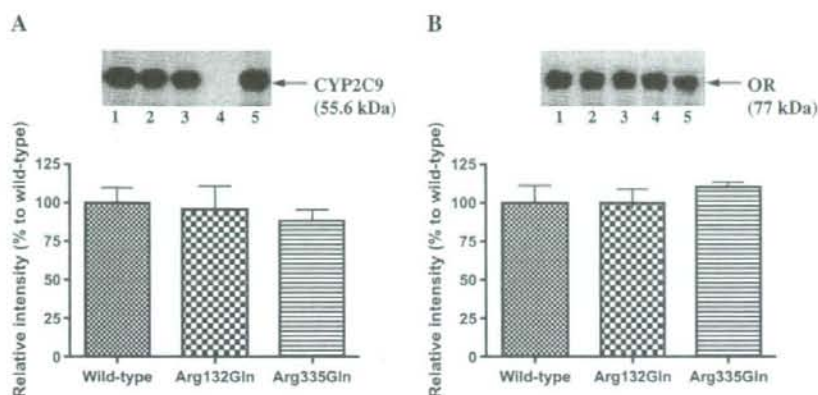 A
CYP2C9
(55.6 kDa)
1 2 3 4 5
Relative intensity (% to wild-type)
125
100
75
50
25
0
Wild-type Arg132Gln Arg335Gln
B
OR
(77 kDa)
1 2 3 4 5
Relative intensity (% to wild-type)
125
100
75
50
25
0
Wild-type Arg132Gln Arg335Gln